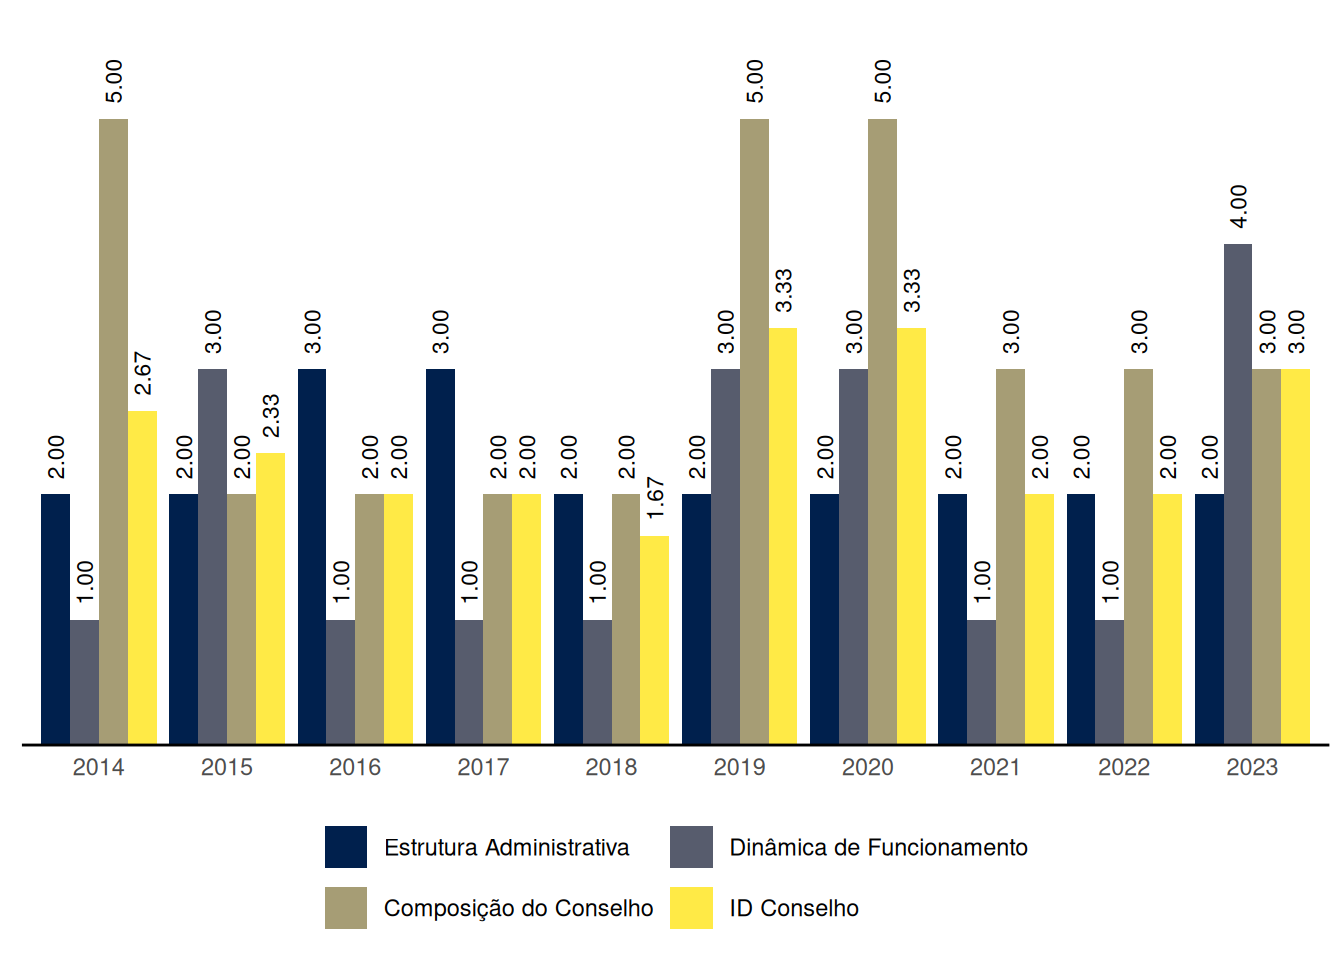 2.00 1.00 5.00 2.67 2.00 3.00 2.00 2.33 3.00 1.00 2.00 2.00 3.00 1.00 2.00 2.00 2.00 1.00 2.00 1.67 2.00 3.00 5.00 3.33 2.00 3.00 5.00 3.33 2.00 1.00 3.00 2.00 2.00 1.00 3.00 2.00 2.00 4.00 3.00 3.00
2014 2015 2016 2017 2018 2019 2020 2021 2022 2023
Estrutura Administrativa Dinâmica de Funcionamento
Composição do Conselho ID Conselho